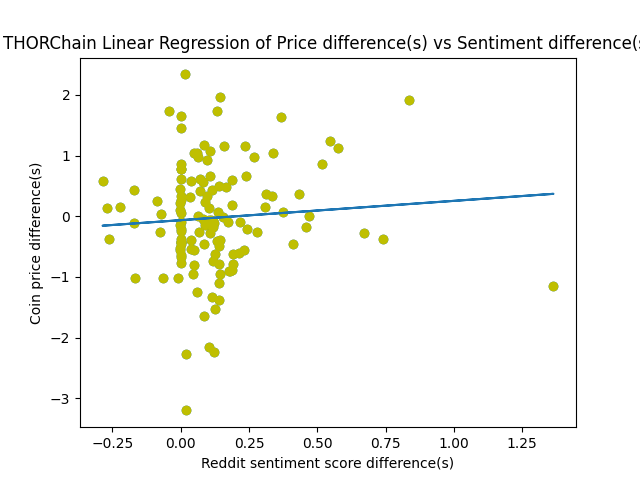 THORChain Linear Regression of Price difference(s) vs Sentiment difference(s
Coin price difference(s)
2
1
0
−1
−2
−3
−0.25 0.00 0.25 0.50 0.75 1.00 1.25
Reddit sentiment score difference(s)